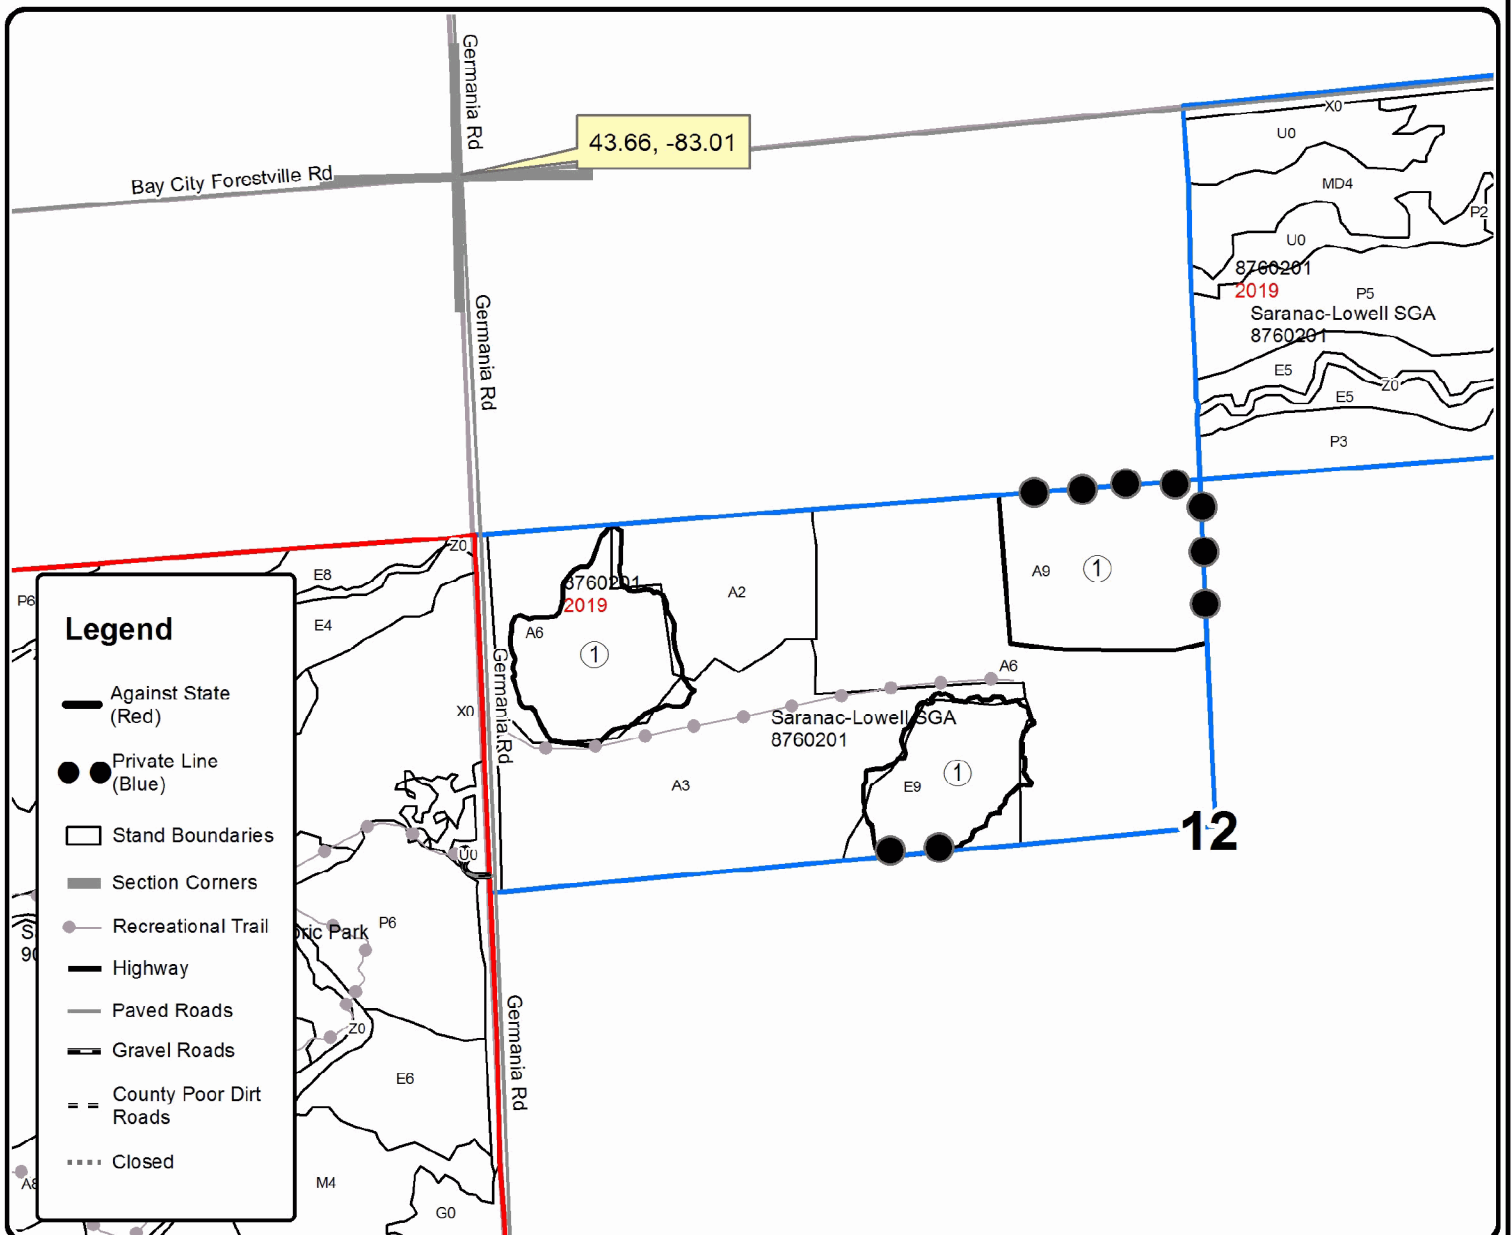 Germania Rd
43.66, -83.01
Bay City Forestville Rd
X0
U0
MD4
P2
U0
8760201
2019
P5
Saranac-Lowell SGA
8760201
E5
Z0
E5
P3
Germania Rd
Z0
E8
P6
E4
8760201
2019
A2
A9
1
A6
1
Germania Rd
X0
A6
Saranac-Lowell SGA
8760201
A3
E9
1
12
U0
P6
S
oric Park
90
Z0
Germania Rd
E6
M4
A8
G0
Legend
Against State
(Red)
Private Line
(Blue)
Stand Boundaries
Section Corners
Recreational Trail
Highway
Paved Roads
Gravel Roads
County Poor Dirt
Roads
Closed